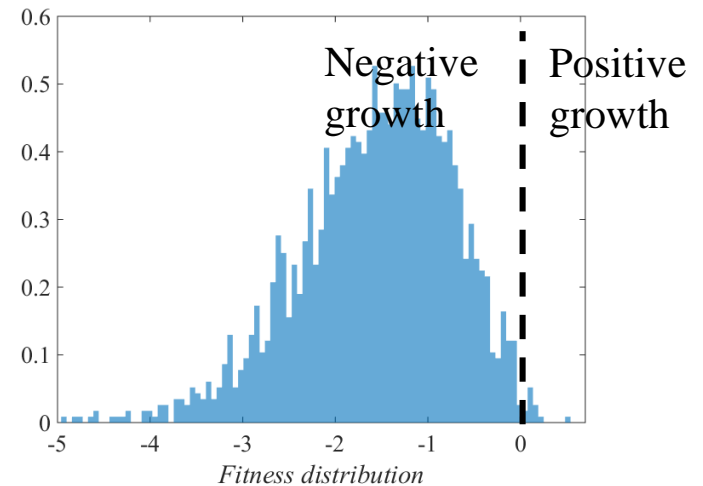 0.6
Negative
growth
Positive
growth
0.5
0.4
0.3
0.2
0.1
0
-5 -4 -3 -2 -1 0
Fitness distribution